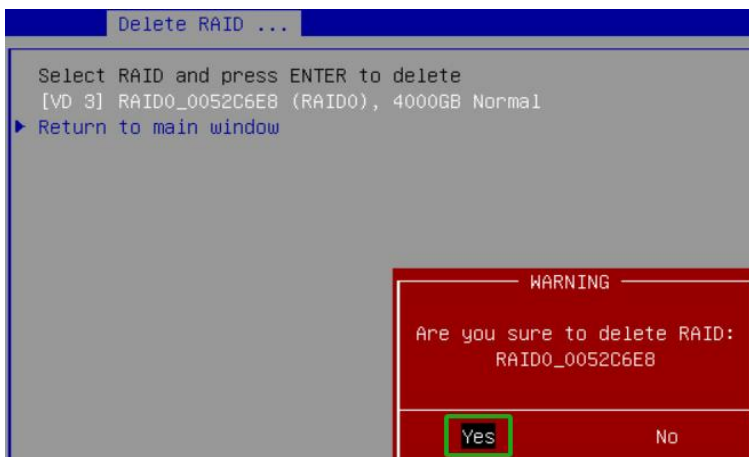 Delete RAID ...
Select RAID and press ENTER to delete
[VD 3] RAID0_0052C6E8 (RAID0), 4000GB Normal
Return to main window
WARNING
Are you sure to delete RAID:
RAID0_0052C6E8
Yes No